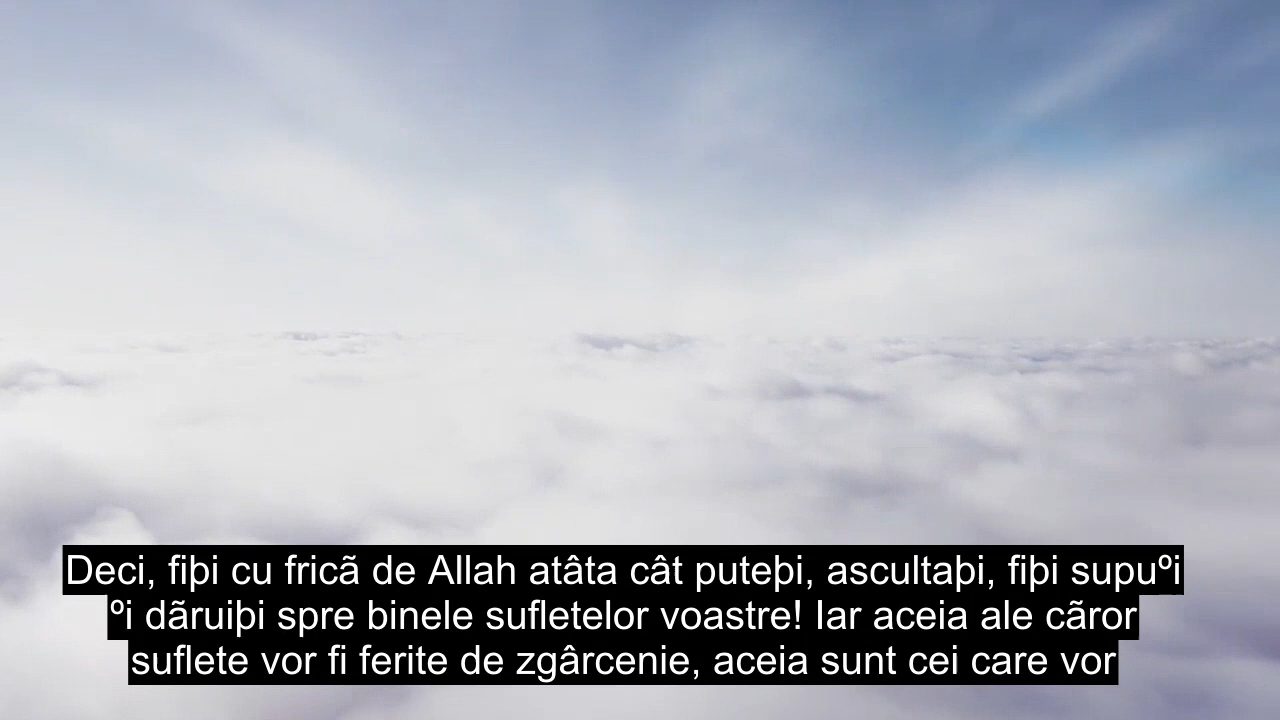 Deci, fiþi cu fricã de Allah atâta cât puteþi, ascultaþi, fiþi supuºi
ºi dãruiþi spre binele sufletelor voastre! Iar aceia ale cãror
suflete vor fi ferite de zgârcenie, aceia sunt cei care vor